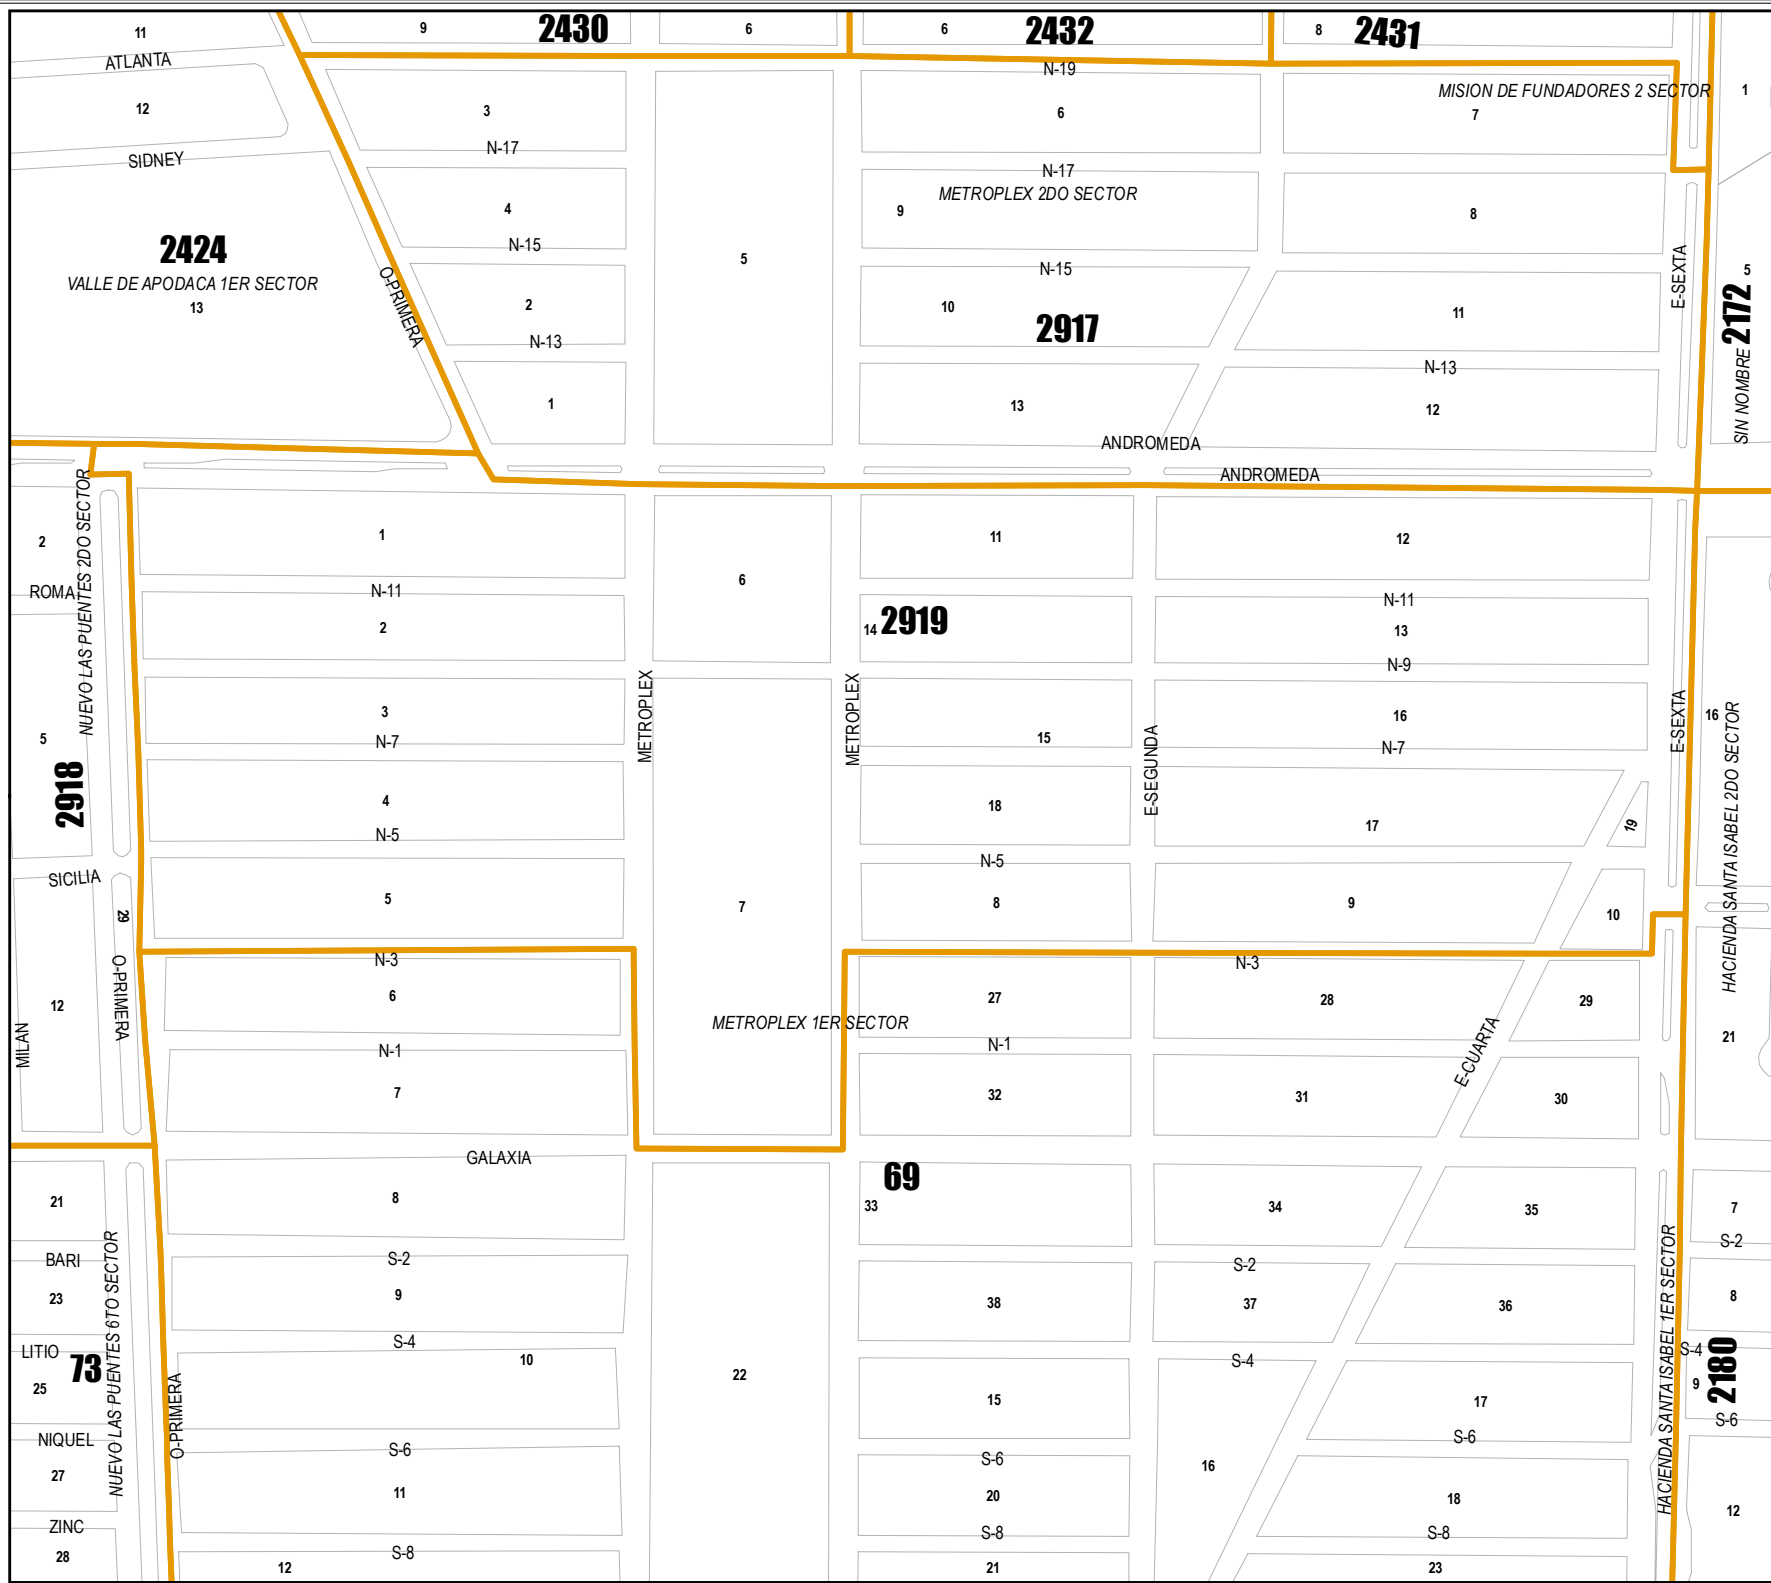 11
9
2430
6
6
2432
8
2431
ATLANTA
N-19
MISION DE FUNDADORES 2 SECTOR
1
12
3
6
7
N-17
SIDNEY
N-17
METROPLEX 2DO SECTOR
4
9
8
2424
N-15
VALLE DE APODACA 1ER SECTOR
13
5
N-15
5
O-PRIMERA
2
10
11
E-SEXTA
2917
2172
N-13
N-13
SIN NOMBRE
1
13
12
ANDROMEDA
ANDROMEDA
NUEVO LAS PUENTES 2DO SECTOR
2
1
11
12
6
ROMA
N-11
N-11
2
14
2919
13
N-9
METROPLEX
METROPLEX
3
16
E-SEXTA
16
5
N-7
15
N-7
HACIENDA SANTA ISABEL 2DO SECTOR
2918
E-SEGUNDA
4
18
17
19
N-5
N-5
SICILIA
29
5
7
8
9
10
O-PRIMERA
N-3
N-3
12
6
27
28
29
METROPLEX 1ER SECTOR
MILAN
N-1
N-1
E-CUARTA
21
7
32
31
30
GALAXIA
69
21
8
33
34
35
7
NUEVO LAS PUENTES 6TO SECTOR
HACIENDA SANTA ISABEL 1ER SECTOR
BARI
S-2
S-2
S-2
23
9
38
37
36
8
LITIO
73
S-4
S-4
S-4
10
22
25
9
2180
O-PRIMERA
15
17
S-6
NIQUEL
S-6
S-6
S-6
27
11
20
16
18
12
ZINC
S-8
S-8
S-8
28
12
21
23